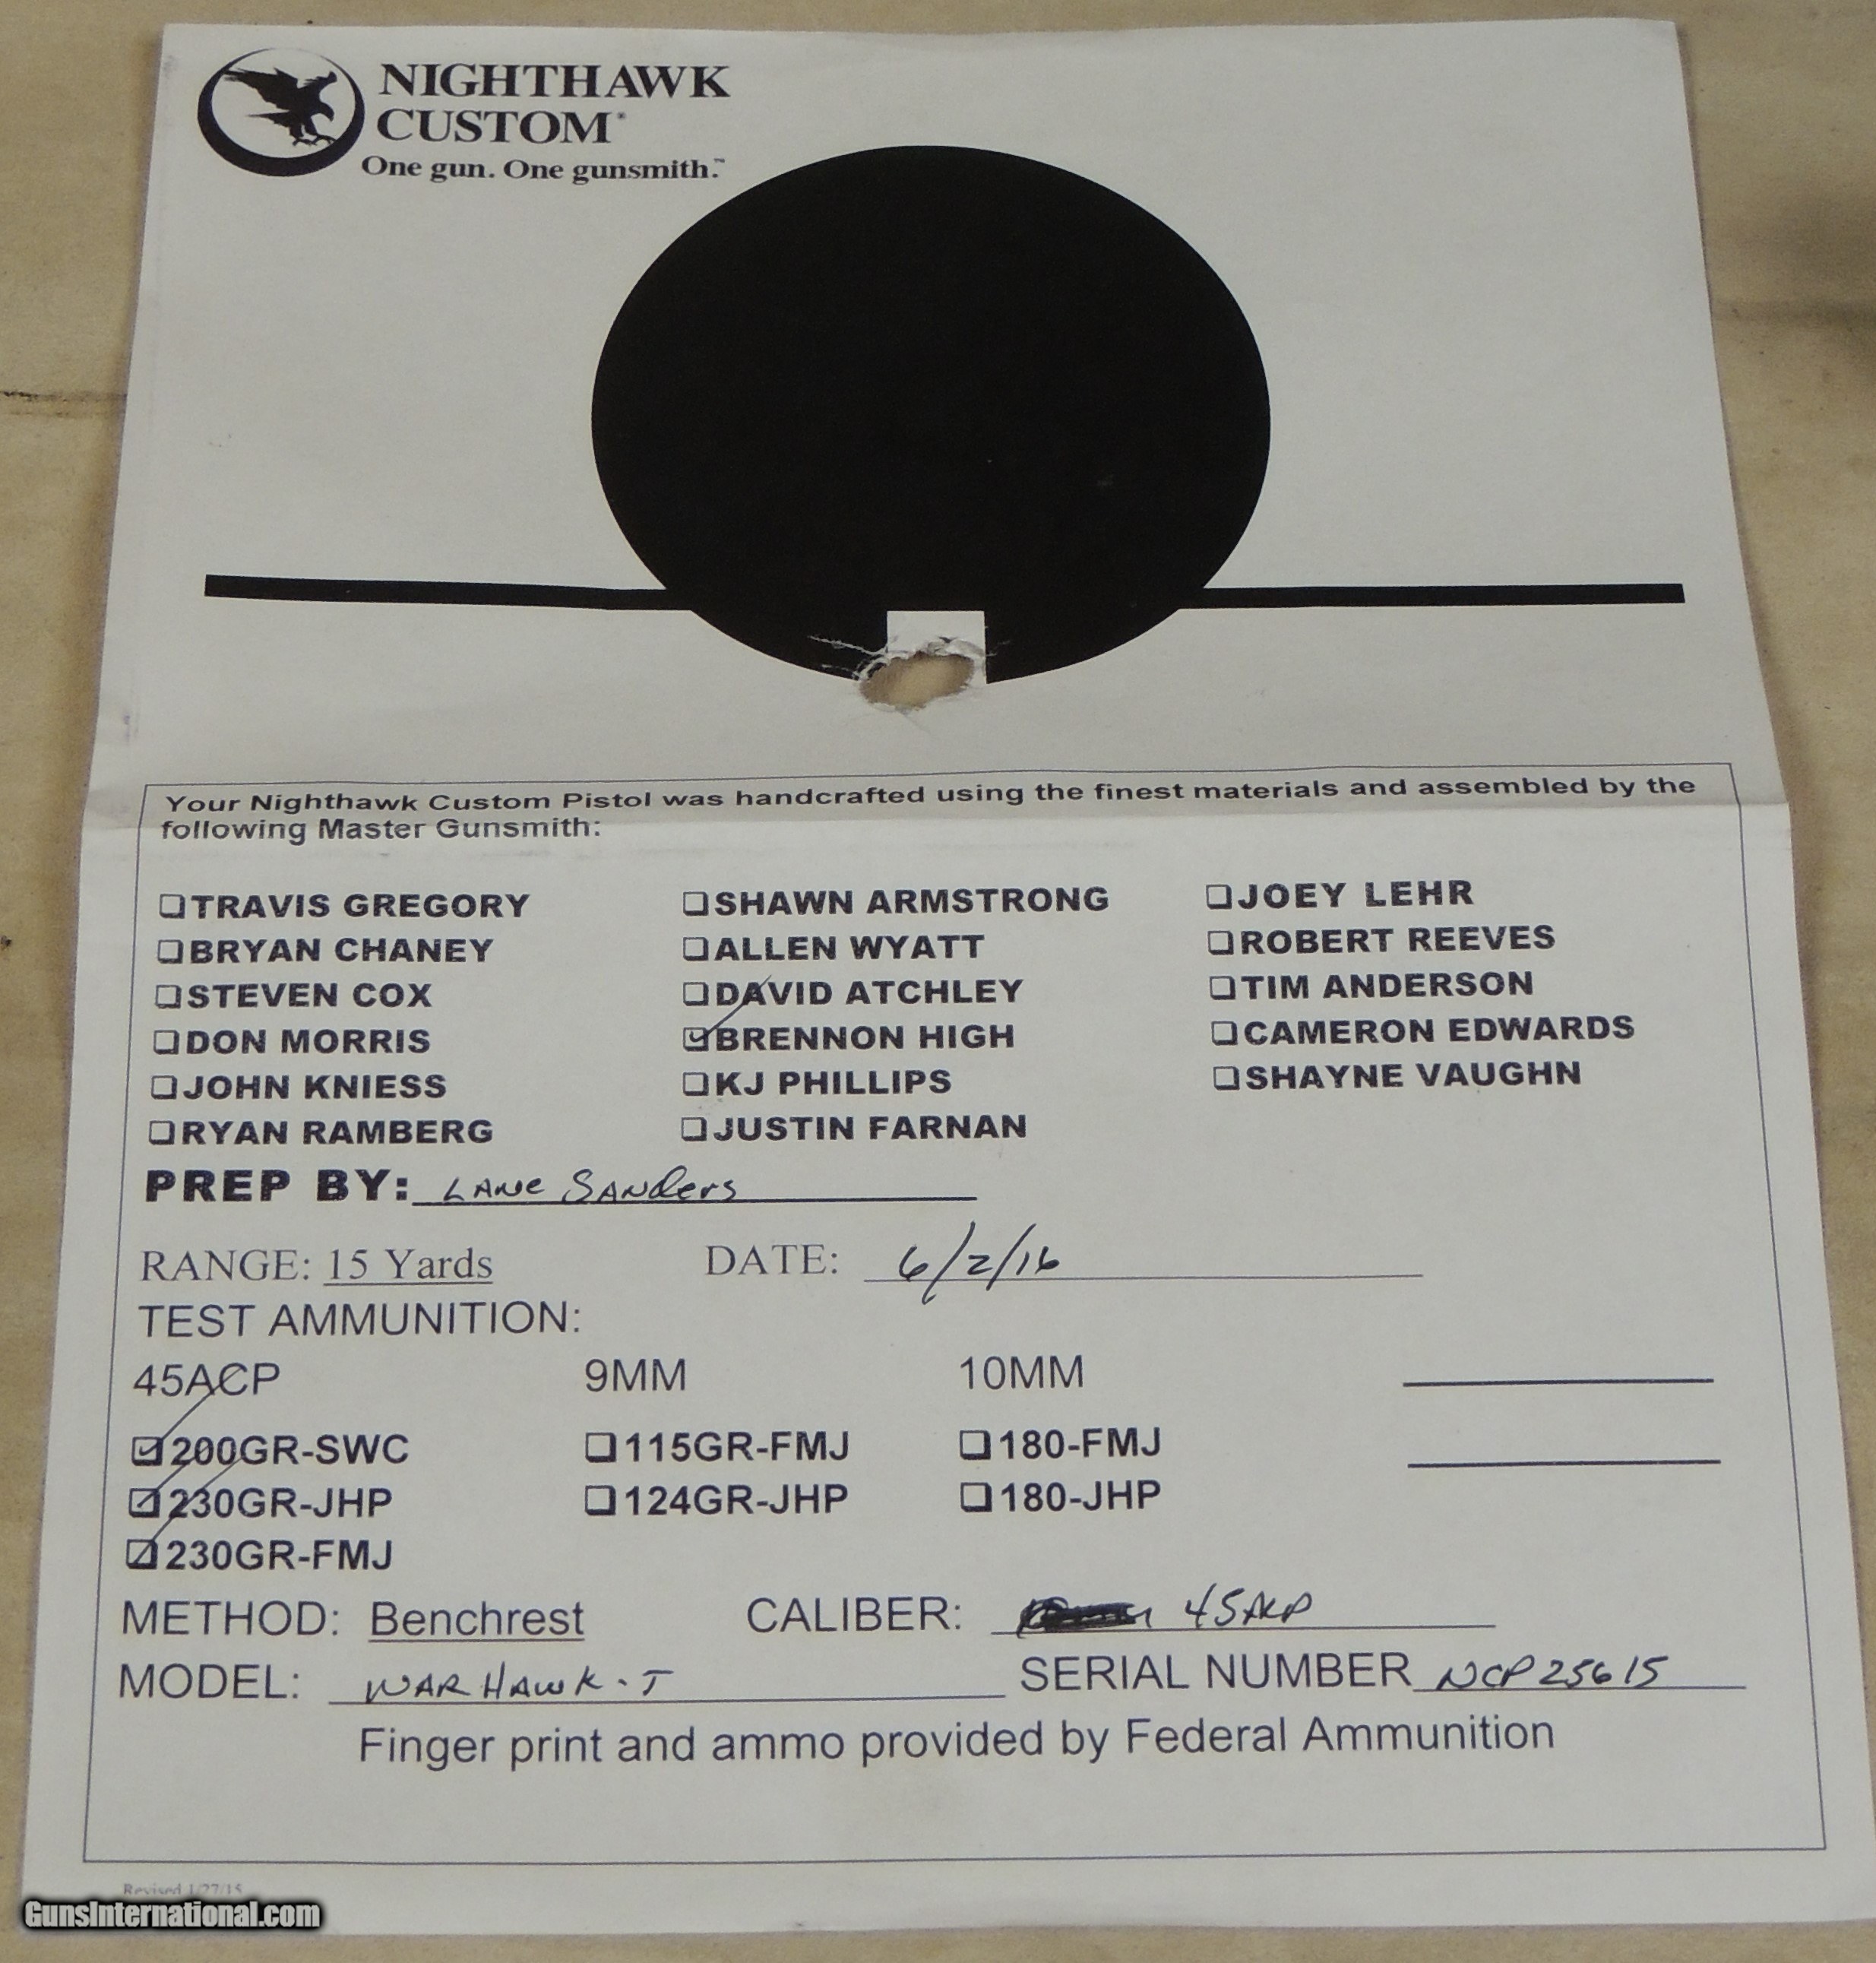 NIGHTHAWK
CUSTOM
One gun. One gunsmith.™
Your Nighthawk Custom Pistol was handcrafted using the finest materials and assembled by the
following Master Gunsmith:
☐TRAVIS GREGORY ☐SHAWN ARMSTRONG ☐JOEY LEHR
☐BRYAN CHANEY ☐ALLEN WYATT ☐ROBERT REEVES
☐STEVEN COX ☐DAVID ATCHLEY ☐TIM ANDERSON
☐DON MORRIS ☑BRENNON HIGH ☐CAMERON EDWARDS
☐JOHN KNIESS ☐KJ PHILLIPS ☐SHAYNE VAUGHN
☐RYAN RAMBERG ☐JUSTIN FARNAN
PREP BY: LANe SANders
RANGE: 15 Yards DATE: 6/2/16
TEST AMMUNITION:
45ACP 9MM 10MM
☑200GR-SWC ☐115GR-FMJ ☐180-FMJ
☑230GR-JHP ☐124GR-JHP ☐180-JHP
☑230GR-FMJ
METHOD: Benchrest CALIBER: 45ACP
MODEL: WARHAWK-T SERIAL NUMBER NCP25615
Finger print and ammo provided by Federal Ammunition
Revised 1/27/15
GunsInternational.com